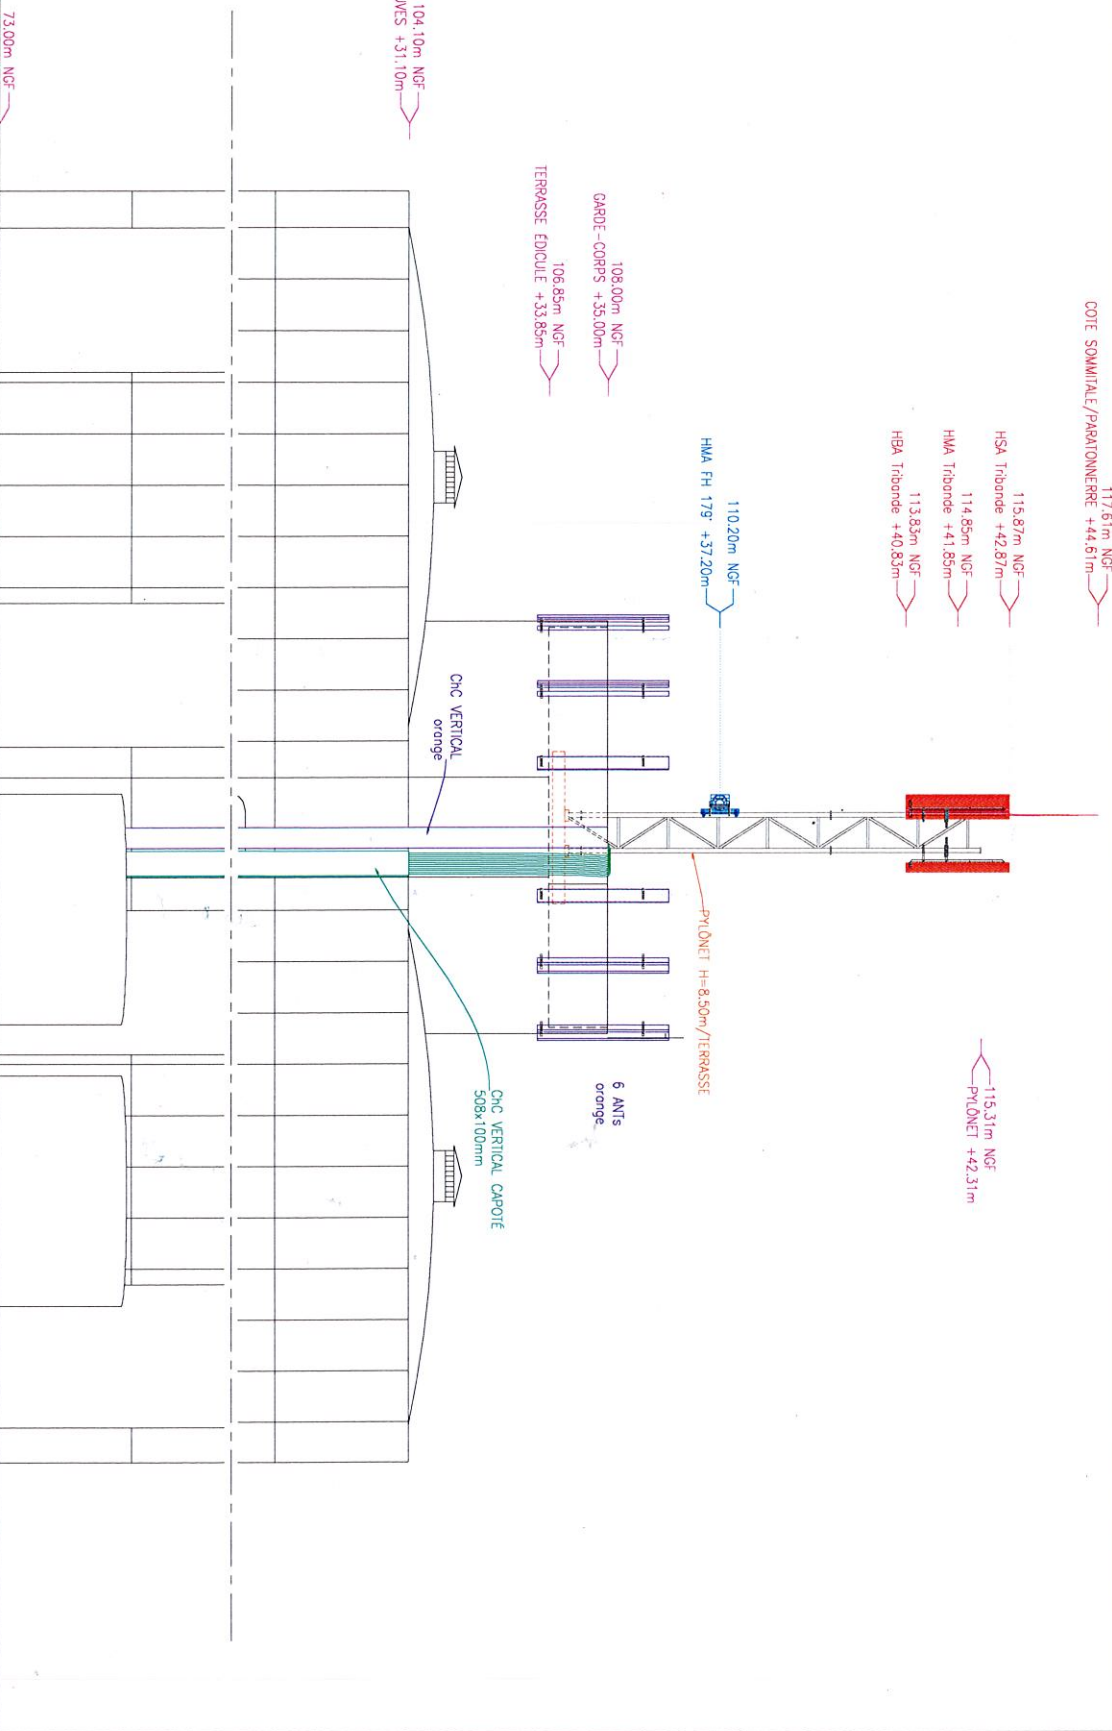 117.61m NGF
COTE SOMMITALE/PARATONNERRE +44.61m
115.87m NGF
HSA Tribande +42.87m
114.85m NGF
HMA Tribande +41.85m
113.83m NGF
HBA Tribande +40.83m
115.31m NGF
PYLÔNET +42.31m
110.20m NGF
HMA FH 179° +37.20m
PYLÔNET H=8.50m/TERRASSE
108.00m NGF
GARDE-CORPS +35.00m
106.85m NGF
TERRASSE ÉDICULE +33.85m
6 ANTs
orange
ChC VERTICAL
orange
ChC VERTICAL CAPOTÉ
508x100mm
104.10m NGF
UVES +31.10m
73.00m NGF